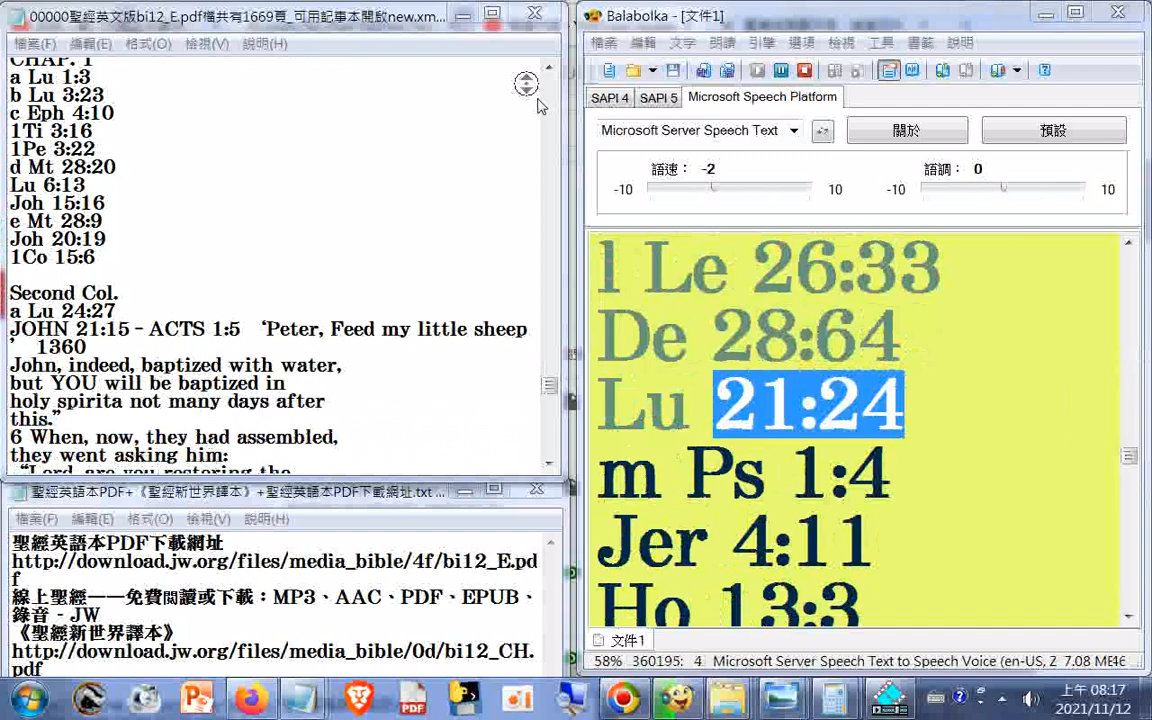 00000聖經英文版bi12_E.pdf檔共有1669頁_可用記事本開啟new.xm...
檔案(F) 編輯(E) 格式(O) 檢視(V) 說明(H)
CHAP. 1
a Lu 1:3
b Lu 3:23
c Eph 4:10
1Ti 3:16
1Pe 3:22
d Mt 28:20
Lu 6:13
Joh 15:16
e Mt 28:9
Joh 20:19
1Co 15:6
Second Col.
a Lu 24:27
JOHN 21:15-ACTS 1:5 ‘Peter, Feed my little sheep
’ 1360
John, indeed, baptized with water,
but YOU will be baptized in
holy spirita not many days after
this.”
6 When, now, they had assembled,
they went asking him:
“Lord, are you restoring the
聖經英語本PDF+《聖經新世界譯本》+聖經英語本PDF下載網址.txt ...
檔案(F) 編輯(E) 格式(O) 檢視(V) 說明(H)
聖經英語本PDF下載網址
http://download.jw.org/files/media_bible/4f/bi12_E.pd
f
線上聖經——免費閱讀或下載：MP3、AAC、PDF、EPUB、
錄音 - JW
《聖經新世界譯本》
http://download.jw.org/files/media_bible/0d/bi12_CH.
pdf
Balabolka - [文件1]
檔案 編輯 文字 朗讀 引擎 選項 檢視 工具 書籤 說明
SAPI 4 SAPI 5 Microsoft Speech Platform
Microsoft Server Speech Text 關於 預設
語速： -2 語調： 0
-10 10 -10 10
l Le 26:33
De 28:64
Lu 21:24
m Ps 1:4
Jer 4:11
Ho 13:3
文件1
58% 360195: 4 Microsoft Server Speech Text to Speech Voice (en-US, Z 7.08 ME46
上午 08:17
2021/11/12